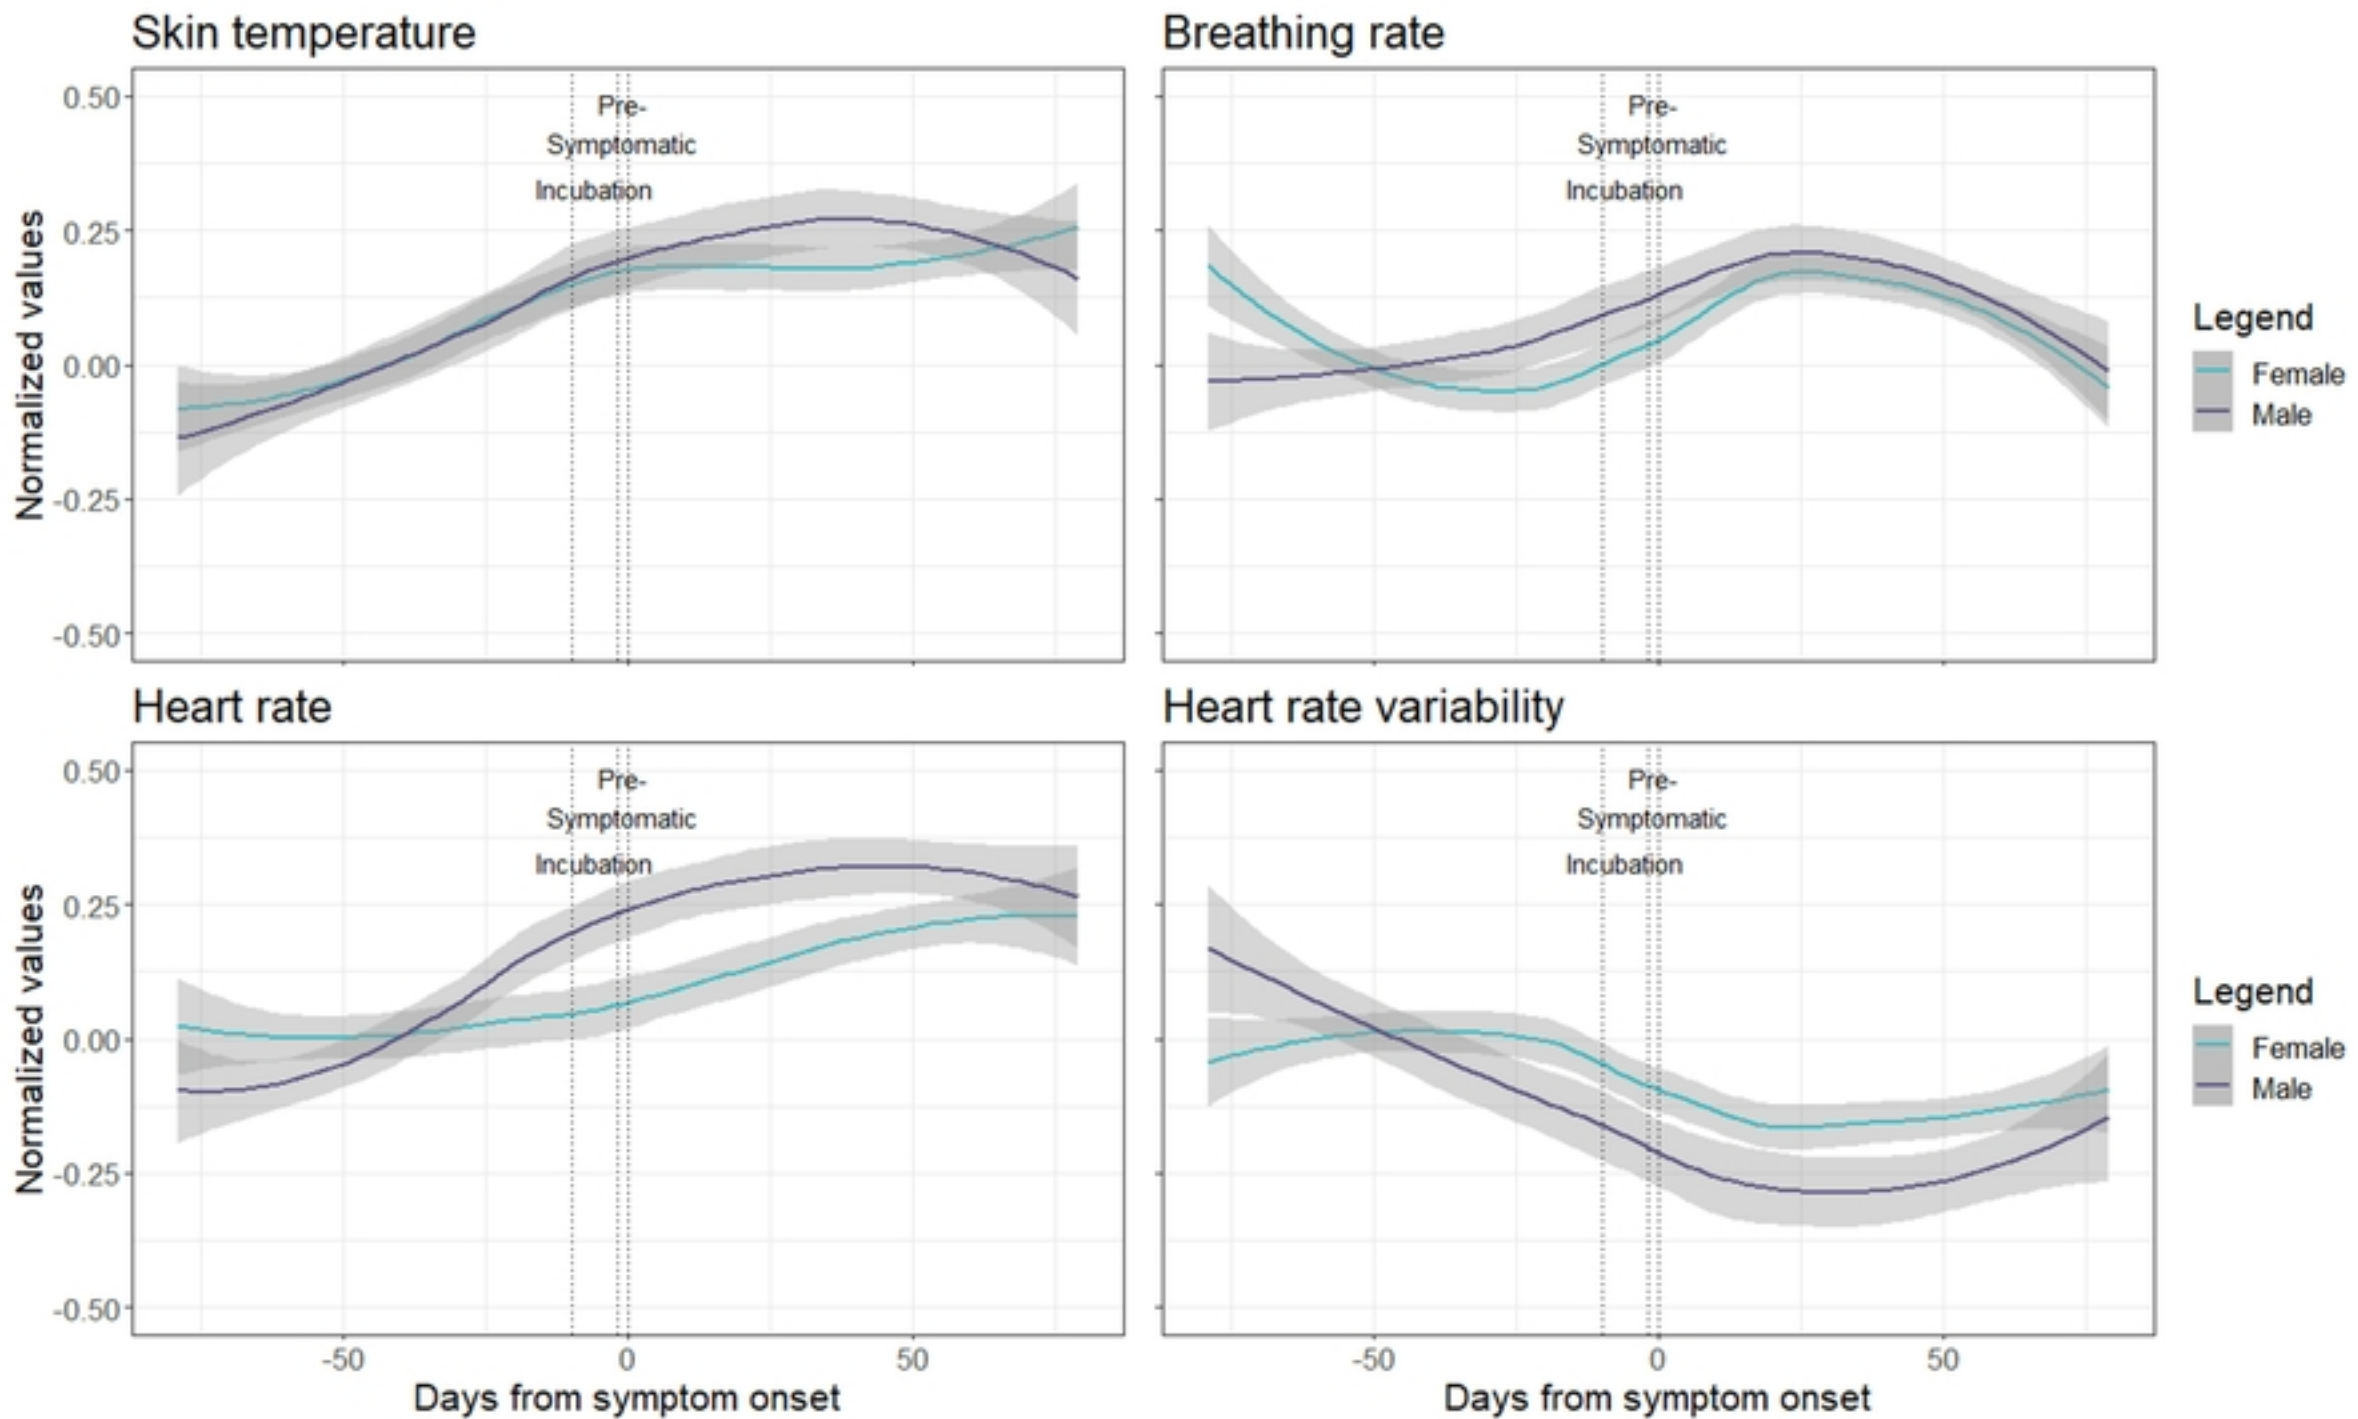 Skin temperature
Breathing rate
Normalized values
0.50
0.25
0.00
-0.25
-0.50
Pre-
Symptomatic
Incubation
Pre-
Symptomatic
Incubation
Legend
Female
Male
Heart rate
Heart rate variability
Normalized values
0.50
0.25
0.00
-0.25
-0.50
Pre-
Symptomatic
Incubation
Pre-
Symptomatic
Incubation
Legend
Female
Male
-50 0 50
-50 0 50
Days from symptom onset
Days from symptom onset